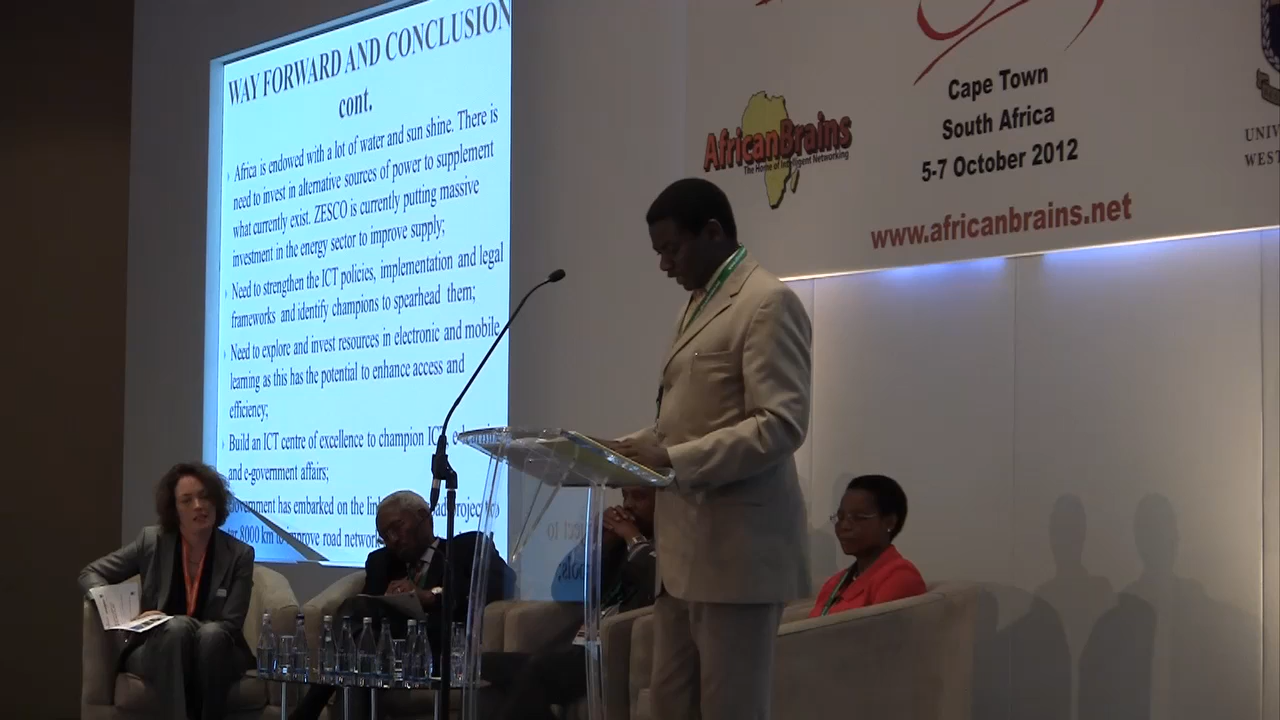 WAY FORWARD AND CONCLUSION
cont.
Africa is endowed with a lot of water and sun shine. There is
need to invest in alternative sources of power to supplement
what currently exist. ZESCO is currently putting massive
investment in the energy sector to improve supply;
Need to strengthen the ICT policies, implementation and legal
frameworks and identify champions to spearhead them;
Need to explore and invest resources in electronic and mobile
learning as this has the potential to enhance access and
efficiency;
Build an ICT centre of excellence to champion ICT, e-learning
and e-government affairs;
Government has embarked on the link
8000 km to improve road network
AfricanBrains
The Home of Intelligent Networking
Cape Town
South Africa
5-7 October 2012
www.africanbrains.net
UNIV
WEST